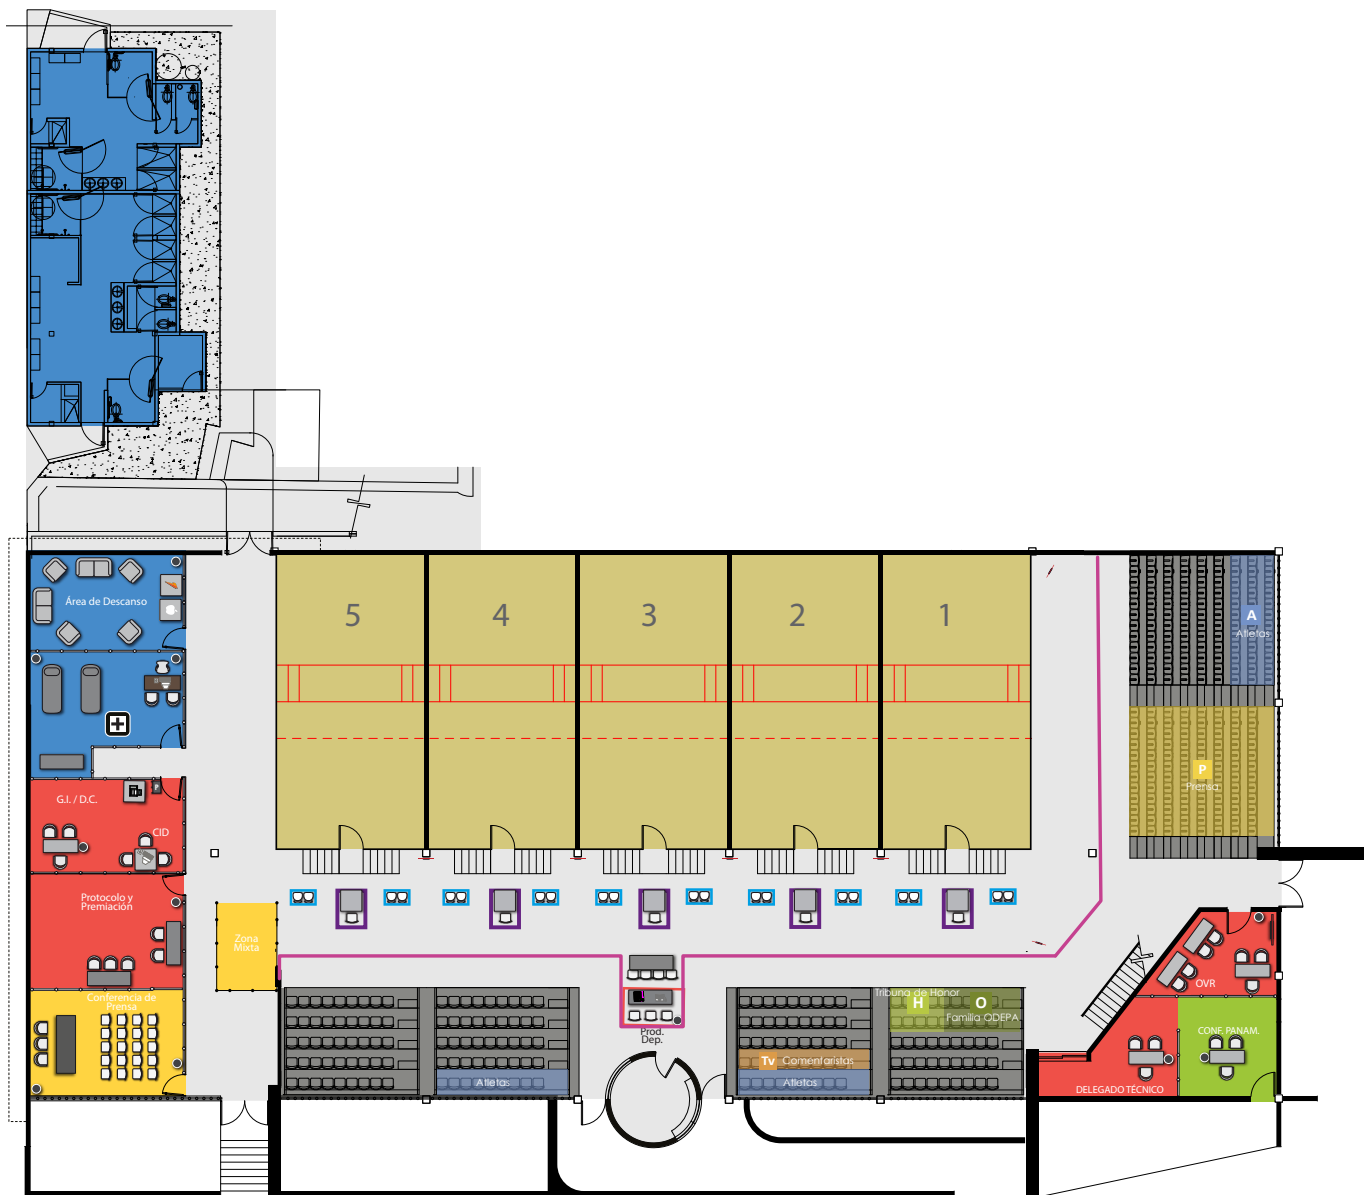 Área de Descanso
5
4
3
2
1
A
Atletas
P
Prensa
G.I. / D.C.
CID
Protocolo y
Premiación
Zona
Mixta
Conferencia de
Prensa
Prod.
Dep.
Tribuna de Honor
H
O
Familia ODEPA
Tv Comentaristas
Atletas
Atletas
OVR
CONF. PANAM.
DELEGADO TÉCNICO